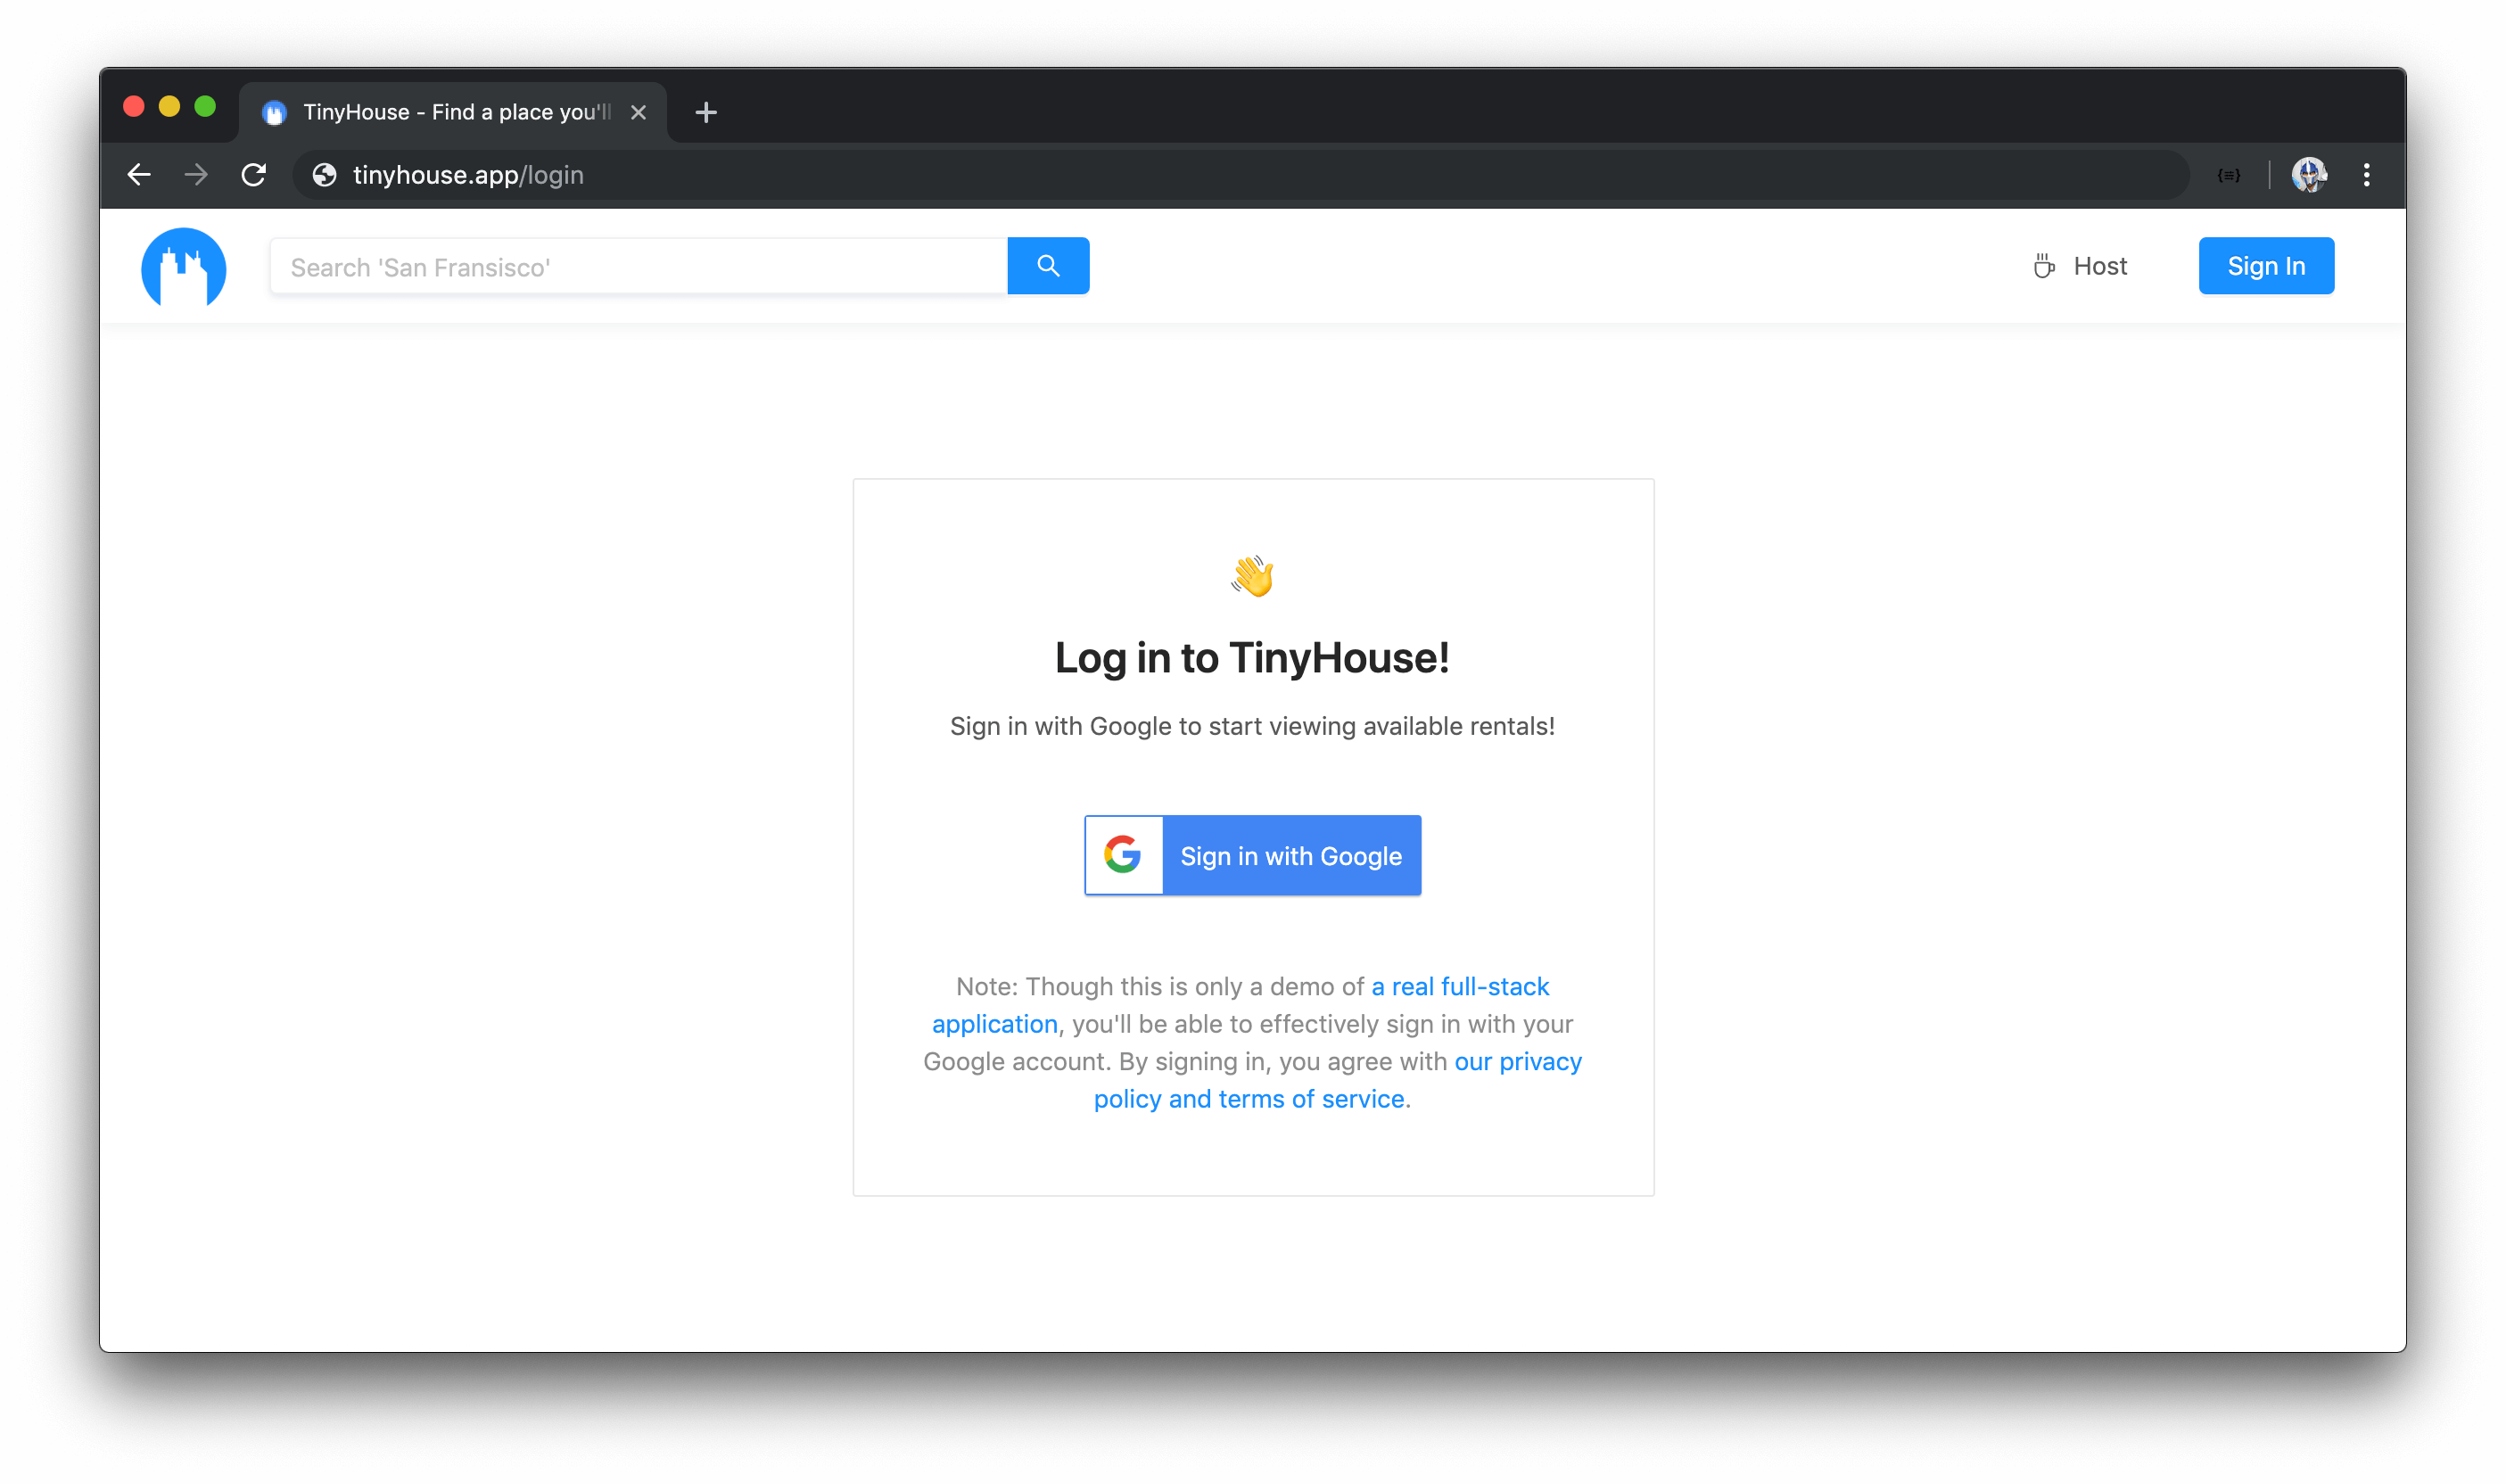 TinyHouse - Find a place you'll
tinyhouse.app/login
Search 'San Fransisco'
Host
Sign In
Log in to TinyHouse!
Sign in with Google to start viewing available rentals!
Sign in with Google
Note: Though this is only a demo of a real full-stack
application, you'll be able to effectively sign in with your
Google account. By signing in, you agree with our privacy
policy and terms of service.